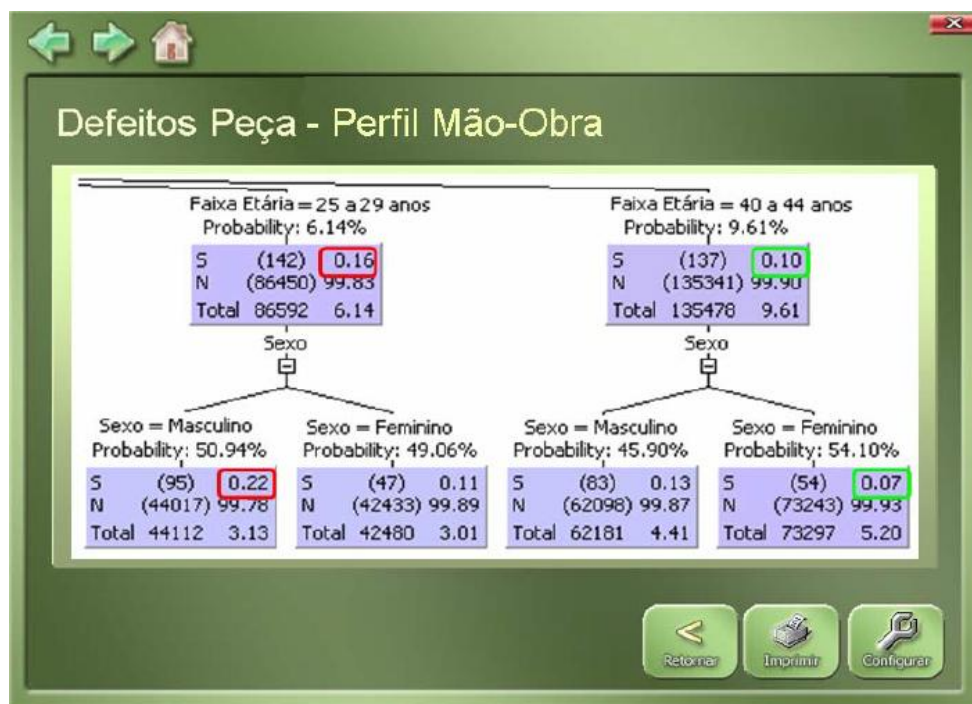 Defeitos Peça - Perfil Mão-Obra
Faixa Etária = 25 a 29 anos
Probability: 6.14%
S (142) 0.16
N (86450) 99.83
Total 86592 6.14
Sexo
Sexo = Masculino
Probability: 50.94%
S (95) 0.22
N (44017) 99.78
Total 44112 3.13
Sexo = Feminino
Probability: 49.06%
S (47) 0.11
N (42433) 99.89
Total 42480 3.01
Faixa Etária = 40 a 44 anos
Probability: 9.61%
S (137) 0.10
N (135341) 99.90
Total 135478 9.61
Sexo
Sexo = Masculino
Probability: 45.90%
S (83) 0.13
N (62098) 99.87
Total 62181 4.41
Sexo = Feminino
Probability: 54.10%
S (54) 0.07
N (73243) 99.93
Total 73297 5.20
Retornar
Imprimir
Configurar